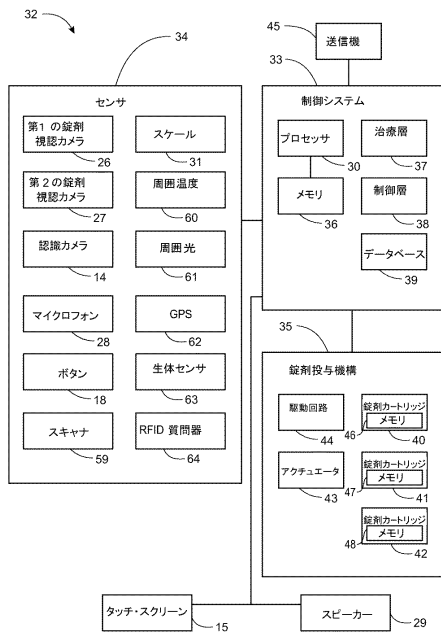 32
34
45
送信機
33
センサ
第1 の錠剤
視認カメラ
26
スケール
31
第2の錠剤
視認カメラ
27
周囲温度
60
認識カメラ
14
周囲光
61
マイクロフォン
28
GPS
62
ボタン
18
生体センサ
63
スキャナ
59
RFID 質問器
64
制御システム
プロセッサ
30
治療層
37
メモリ
36
制御層
38
データベース
39
35
錠剤投与機構
駆動回路
44
錠剤カートリッジ
メモリ
46
40
アクチュエータ
43
錠剤カートリッジ
メモリ
47
41
錠剤カートリッジ
メモリ
48
42
タッチ・スクリーン
15
スピーカー
29